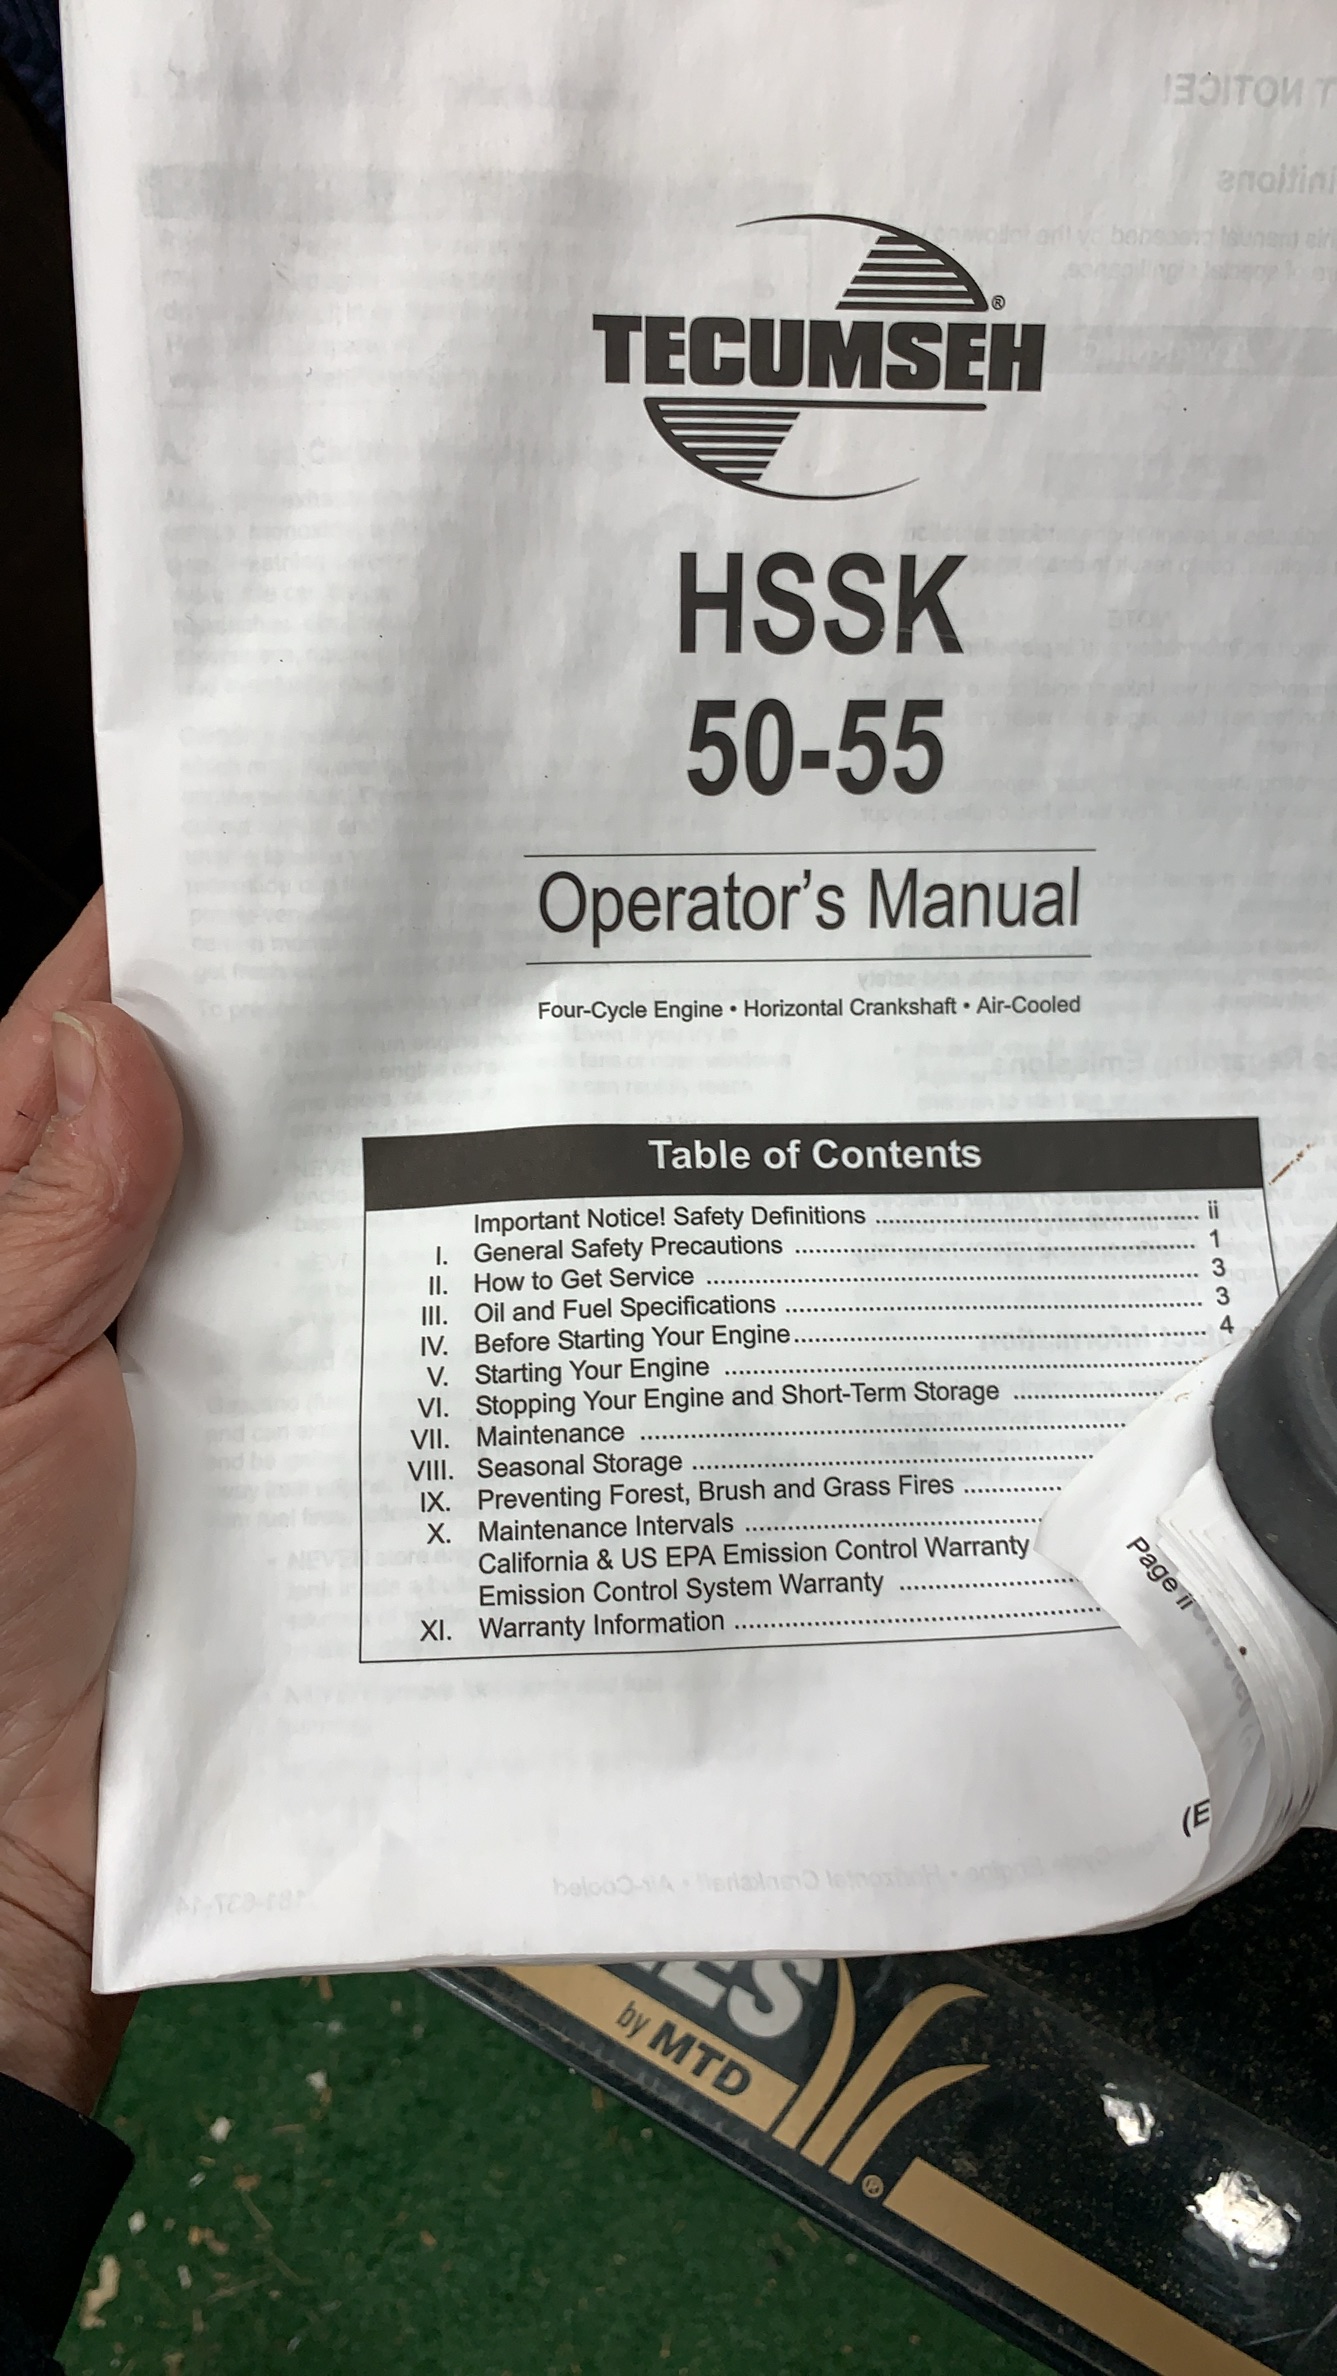 TECUMSEH®
HSSK
50-55
Operator's Manual
Four-Cycle Engine • Horizontal Crankshaft • Air-Cooled
Table of Contents
Important Notice! Safety Definitions ........ ii
I. General Safety Precautions ........ 1
II. How to Get Service ........ 3
III. Oil and Fuel Specifications ........ 3
IV. Before Starting Your Engine ........ 4
V. Starting Your Engine ........
VI. Stopping Your Engine and Short-Term Storage ........
VII. Maintenance ........
VIII. Seasonal Storage ........
IX. Preventing Forest, Brush and Grass Fires ........
X. Maintenance Intervals ........
California & US EPA Emission Control Warranty
Emission Control System Warranty ........
XI. Warranty Information ........
Page ii
(E
ES
by MTD
®